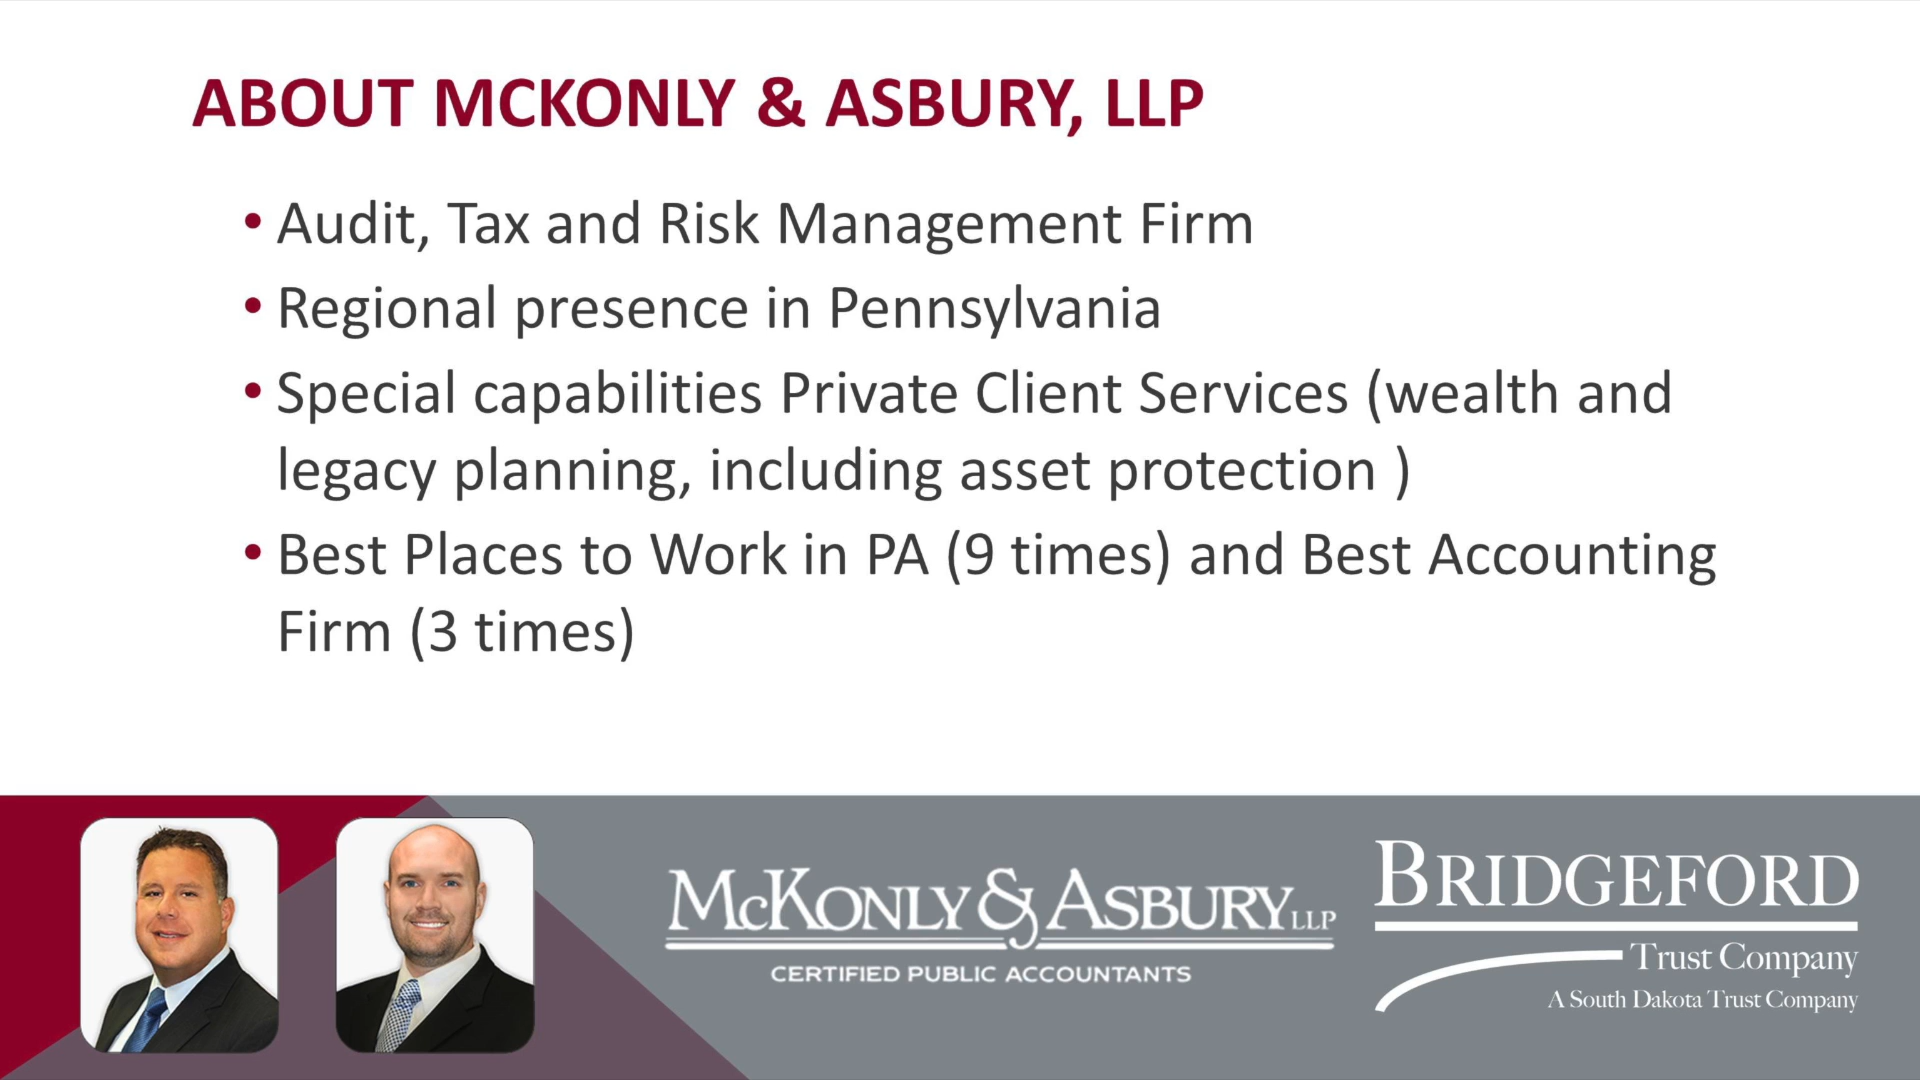 ABOUT MCKONLY & ASBURY, LLP
• Audit, Tax and Risk Management Firm
• Regional presence in Pennsylvania
• Special capabilities Private Client Services (wealth and
legacy planning, including asset protection )
• Best Places to Work in PA (9 times) and Best Accounting
Firm (3 times)
McKONLY & ASBURY LLP
CERTIFIED PUBLIC ACCOUNTANTS
BRIDGEFORD
Trust Company
A South Dakota Trust Company